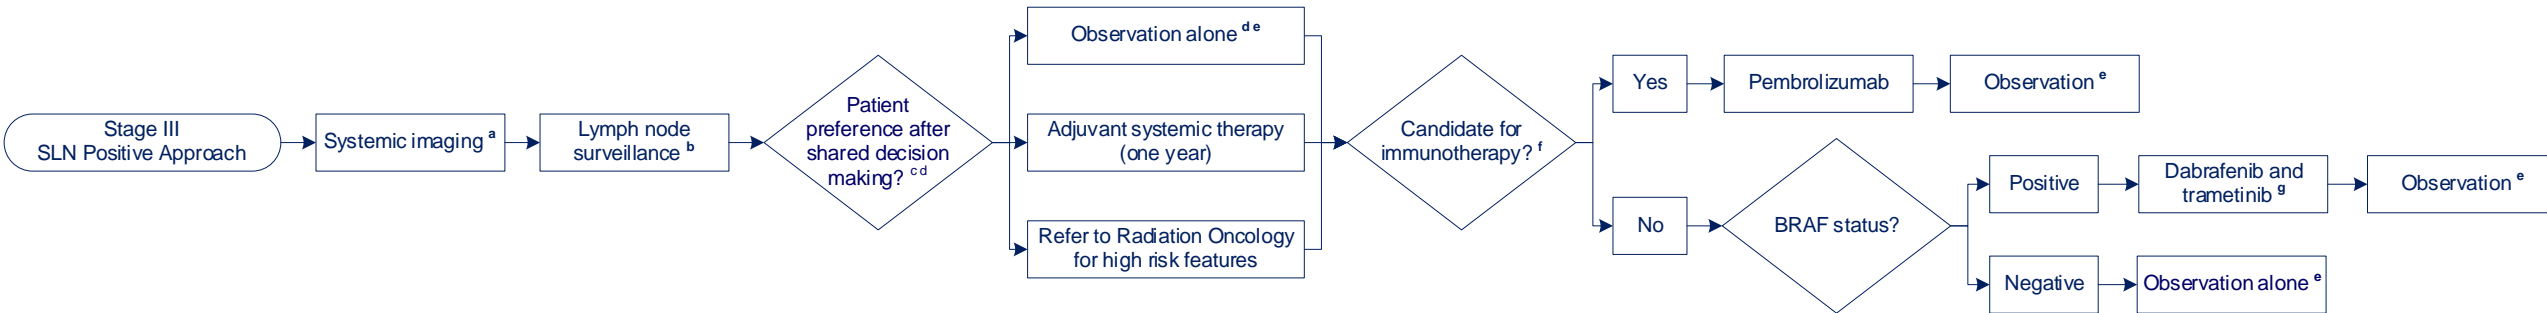 Stage III
SLN Positive Approach
Systemic imaging a
Lymph node
surveillance b
Patient
preference after
shared decision
making? c d
Observation alone d e
Adjuvant systemic therapy
(one year)
Refer to Radiation Oncology
for high risk features
Candidate for
immunotherapy? f
Yes
Pembrolizumab
Observation e
No
BRAF status?
Positive
Dabrafenib and
trametinib g
Observation e
Negative
Observation alone e